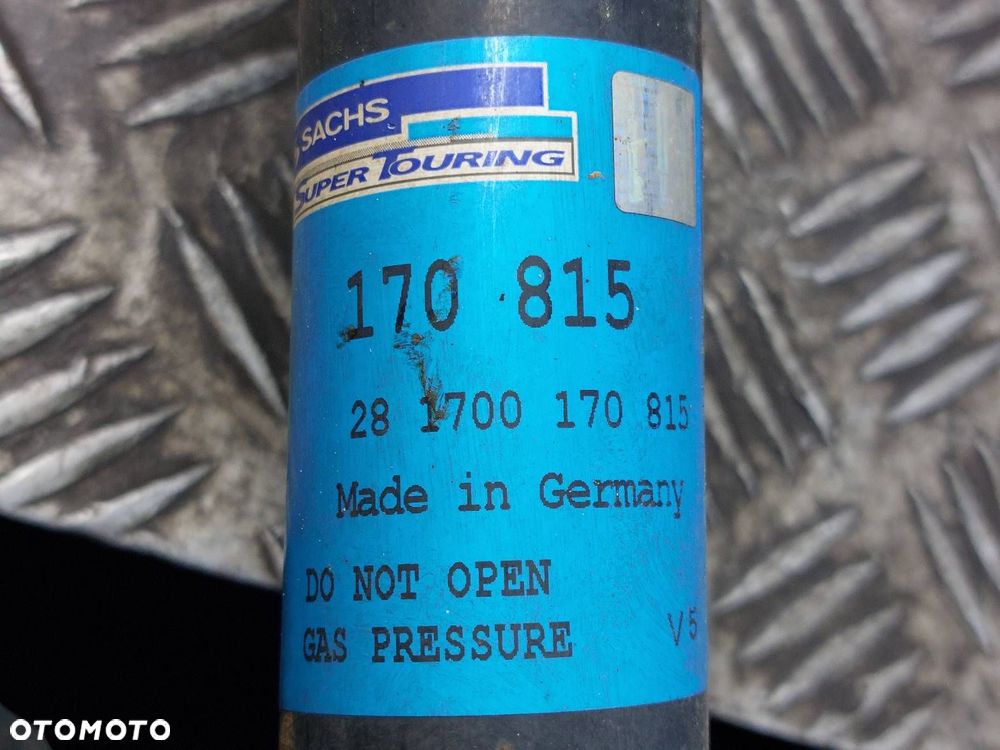 SACHS
SUPER TOURING
170 815
28 1700 170 815
Made in Germany
DO NOT OPEN
GAS PRESSURE V5
OTOMOTO